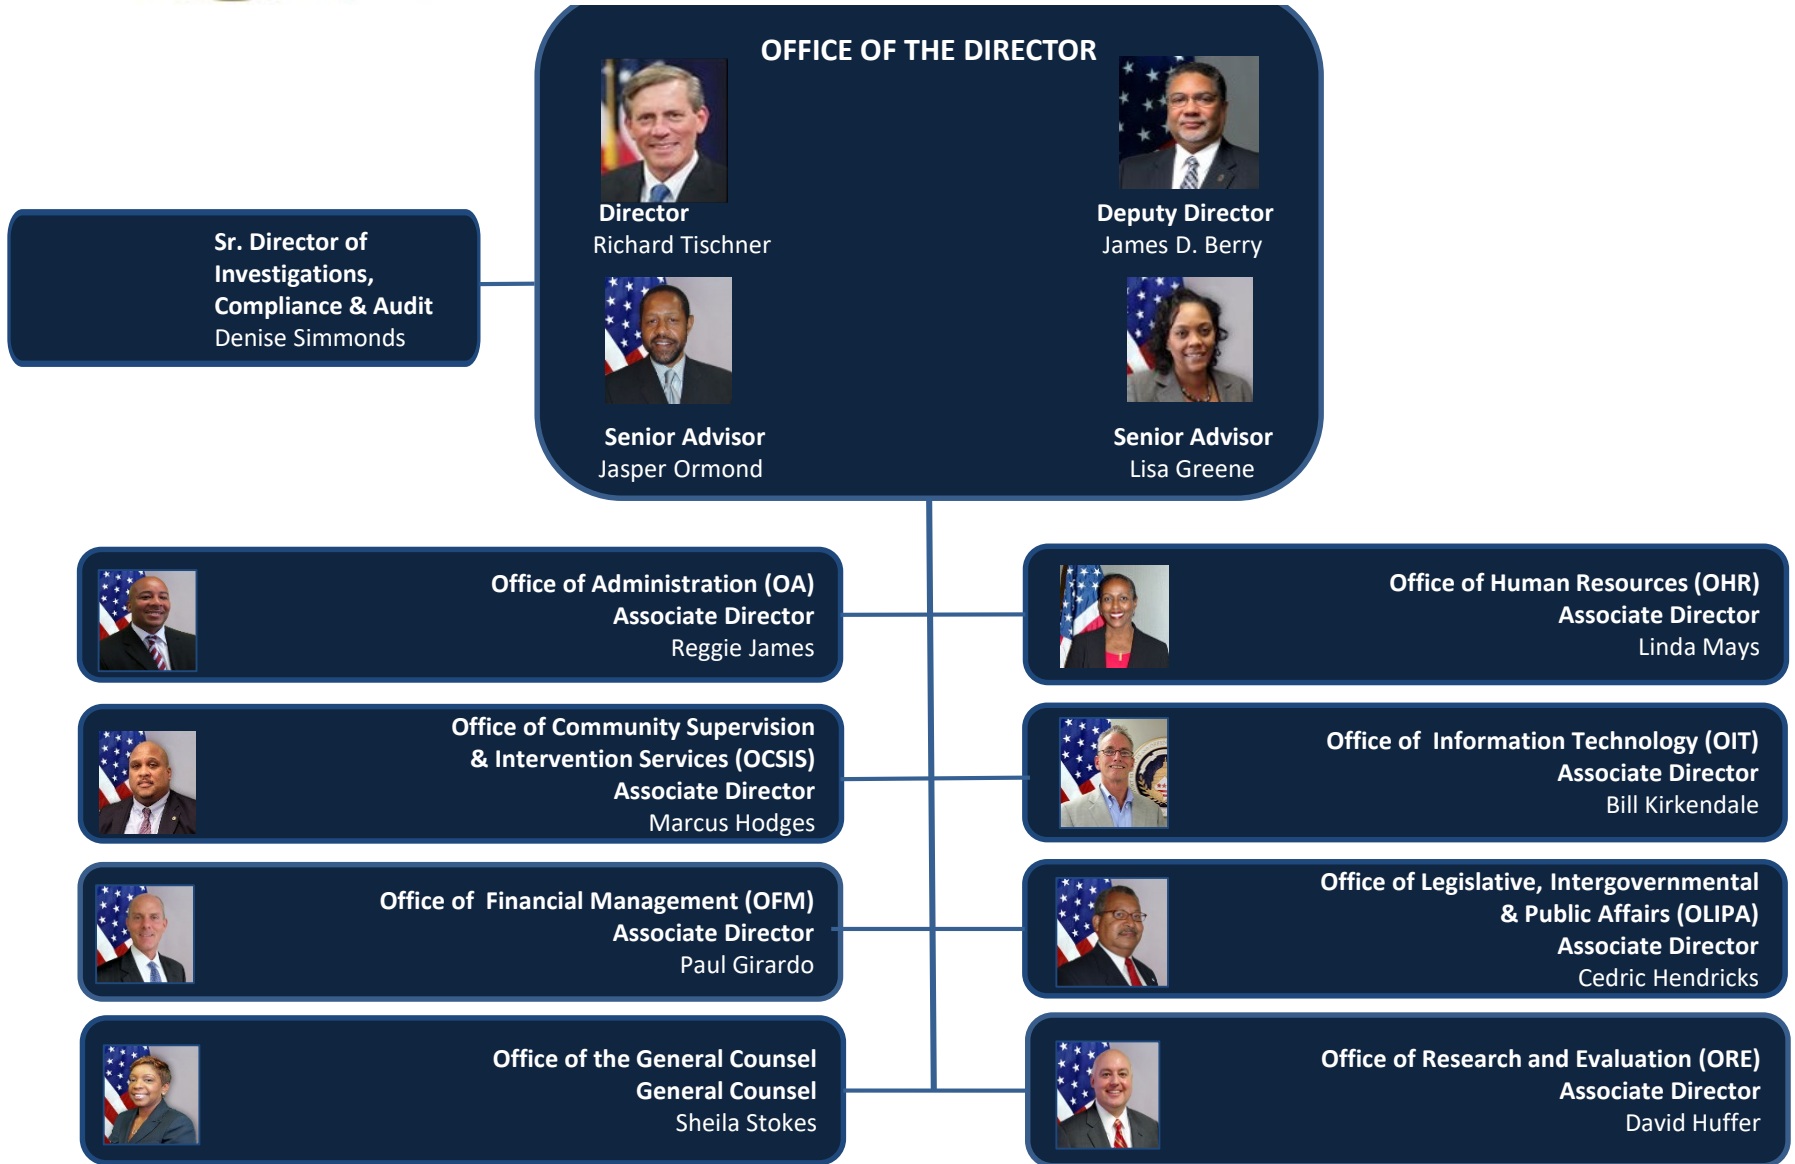 OFFICE OF THE DIRECTOR
Director
Richard Tischner
Deputy Director
James D. Berry
Sr. Director of
Investigations,
Compliance & Audit
Denise Simmonds
Senior Advisor
Jasper Ormond
Senior Advisor
Lisa Greene
Office of Administration (OA)
Associate Director
Reggie James
Office of Human Resources (OHR)
Associate Director
Linda Mays
Office of Community Supervision
& Intervention Services (OCSIS)
Associate Director
Marcus Hodges
Office of  Information Technology (OIT)
Associate Director
Bill Kirkendale
Office of  Financial Management (OFM)
Associate Director
Paul Girardo
Office of Legislative, Intergovernmental
& Public Affairs (OLIPA)
Associate Director
Cedric Hendricks
Office of the General Counsel
General Counsel
Sheila Stokes
Office of Research and Evaluation (ORE)
Associate Director
David Huffer